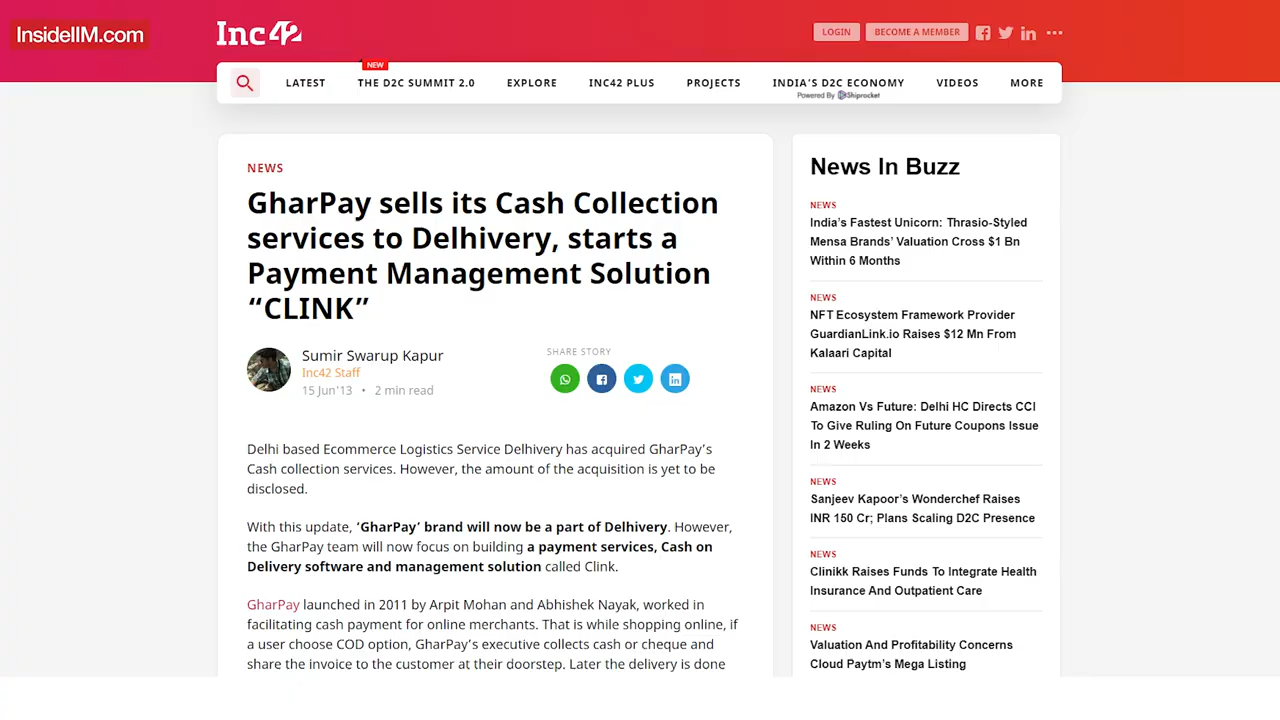 InsideIIM.com
Inc42
LOGIN
BECOME A MEMBER
NEW
LATEST
THE D2C SUMMIT 2.0
EXPLORE
INC42 PLUS
PROJECTS
INDIA'S D2C ECONOMY
Powered By Shiprocket
VIDEOS
MORE
NEWS
GharPay sells its Cash Collection
services to Delhivery, starts a
Payment Management Solution
“CLINK”
Sumir Swarup Kapur
Inc42 Staff
15 Jun'13 • 2 min read
SHARE STORY
Delhi based Ecommerce Logistics Service Delhivery has acquired GharPay’s
Cash collection services. However, the amount of the acquisition is yet to be
disclosed.
With this update, ‘GharPay’ brand will now be a part of Delhivery. However,
the GharPay team will now focus on building a payment services, Cash on
Delivery software and management solution called Clink.
GharPay launched in 2011 by Arpit Mohan and Abhishek Nayak, worked in
facilitating cash payment for online merchants. That is while shopping online, if
a user choose COD option, GharPay’s executive collects cash or cheque and
share the invoice to the customer at their doorstep. Later the delivery is done
News In Buzz
NEWS
India’s Fastest Unicorn: Thrasio-Styled
Mensa Brands’ Valuation Cross $1 Bn
Within 6 Months
NEWS
NFT Ecosystem Framework Provider
GuardianLink.io Raises $12 Mn From
Kalaari Capital
NEWS
Amazon Vs Future: Delhi HC Directs CCI
To Give Ruling On Future Coupons Issue
In 2 Weeks
NEWS
Sanjeev Kapoor’s Wonderchef Raises
INR 150 Cr; Plans Scaling D2C Presence
NEWS
Clinikk Raises Funds To Integrate Health
Insurance And Outpatient Care
NEWS
Valuation And Profitability Concerns
Cloud Paytm’s Mega Listing